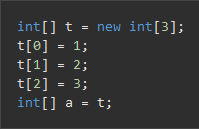 int[] t = new int[3];
t[0] = 1;
t[1] = 2;
t[2] = 3;
int[] a = t;